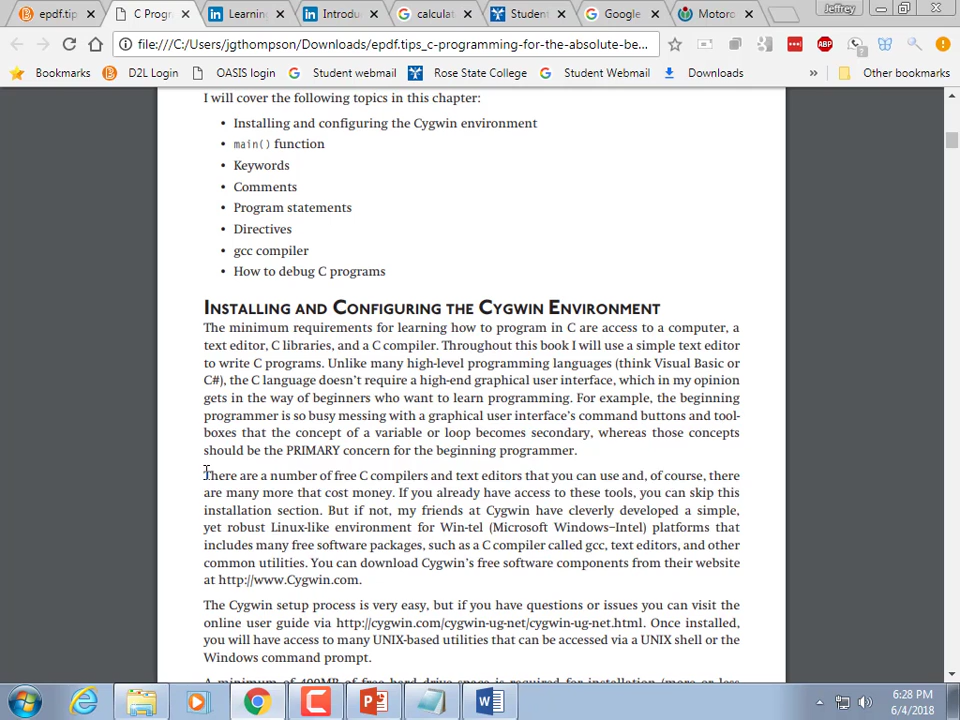 epdf.tip
C Progr
Learning
Introdu
calculat
Student
Google
Motoro
Jeffrey
file:///C:/Users/jgthompson/Downloads/epdf.tips_c-programming-for-the-absolute-be...
ABP
Bookmarks
D2L Login
OASIS login
Student webmail
Rose State College
Student Webmail
Downloads
»
Other bookmarks
I will cover the following topics in this chapter:
• Installing and configuring the Cygwin environment
• main() function
• Keywords
• Comments
• Program statements
• Directives
• gcc compiler
• How to debug C programs
INSTALLING AND CONFIGURING THE CYGWIN ENVIRONMENT
The minimum requirements for learning how to program in C are access to a computer, a
text editor, C libraries, and a C compiler. Throughout this book I will use a simple text editor
to write C programs. Unlike many high-level programming languages (think Visual Basic or
C#), the C language doesn't require a high-end graphical user interface, which in my opinion
gets in the way of beginners who want to learn programming. For example, the beginning
programmer is so busy messing with a graphical user interface's command buttons and tool-
boxes that the concept of a variable or loop becomes secondary, whereas those concepts
should be the PRIMARY concern for the beginning programmer.
There are a number of free C compilers and text editors that you can use and, of course, there
are many more that cost money. If you already have access to these tools, you can skip this
installation section. But if not, my friends at Cygwin have cleverly developed a simple,
yet robust Linux-like environment for Win-tel (Microsoft Windows–Intel) platforms that
includes many free software packages, such as a C compiler called gcc, text editors, and other
common utilities. You can download Cygwin's free software components from their website
at http://www.Cygwin.com.
The Cygwin setup process is very easy, but if you have questions or issues you can visit the
online user guide via http://cygwin.com/cygwin-ug-net/cygwin-ug-net.html. Once installed,
you will have access to many UNIX-based utilities that can be accessed via a UNIX shell or the
Windows command prompt.
A minimum of 400MB of free hard drive space is required for installation (more or less
6:28 PM
6/4/2018